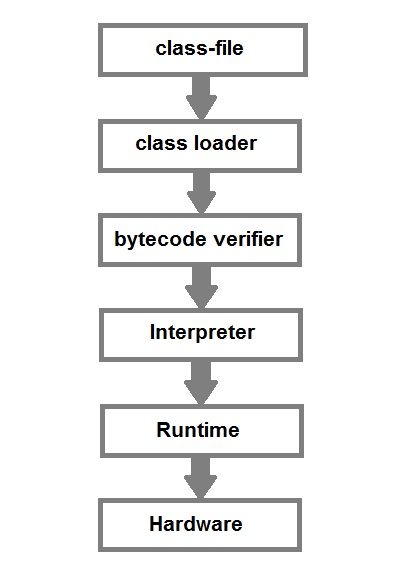 class-file
class loader
bytecode verifier
Interpreter
Runtime
Hardware